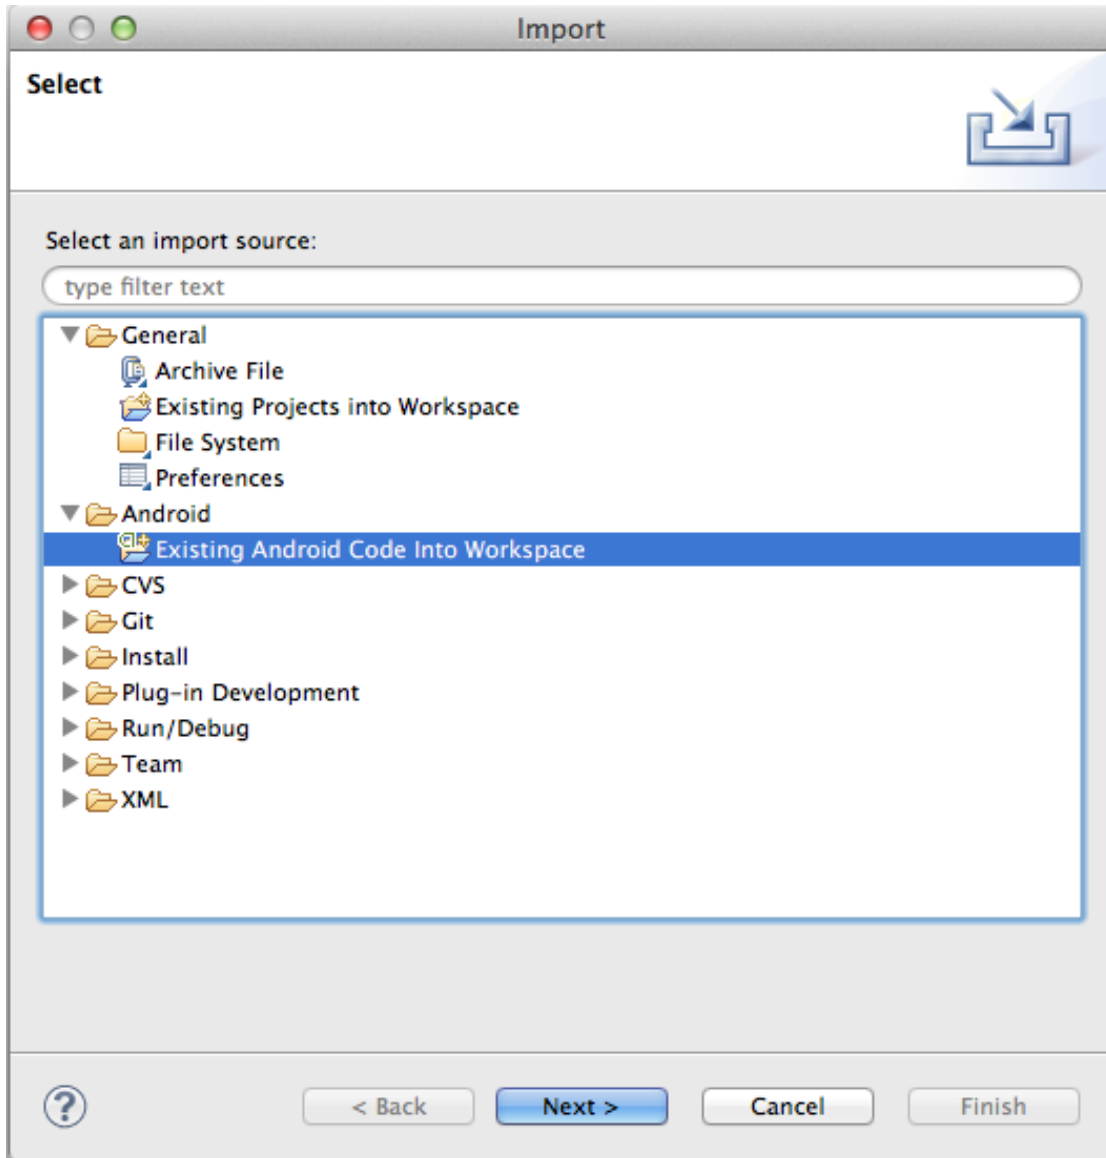 Import
Select
Select an import source:
type filter text
General
Archive File
Existing Projects into Workspace
File System
Preferences
Android
Existing Android Code Into Workspace
CVS
Git
Install
Plug-in Development
Run/Debug
Team
XML
? < Back Next > Cancel Finish